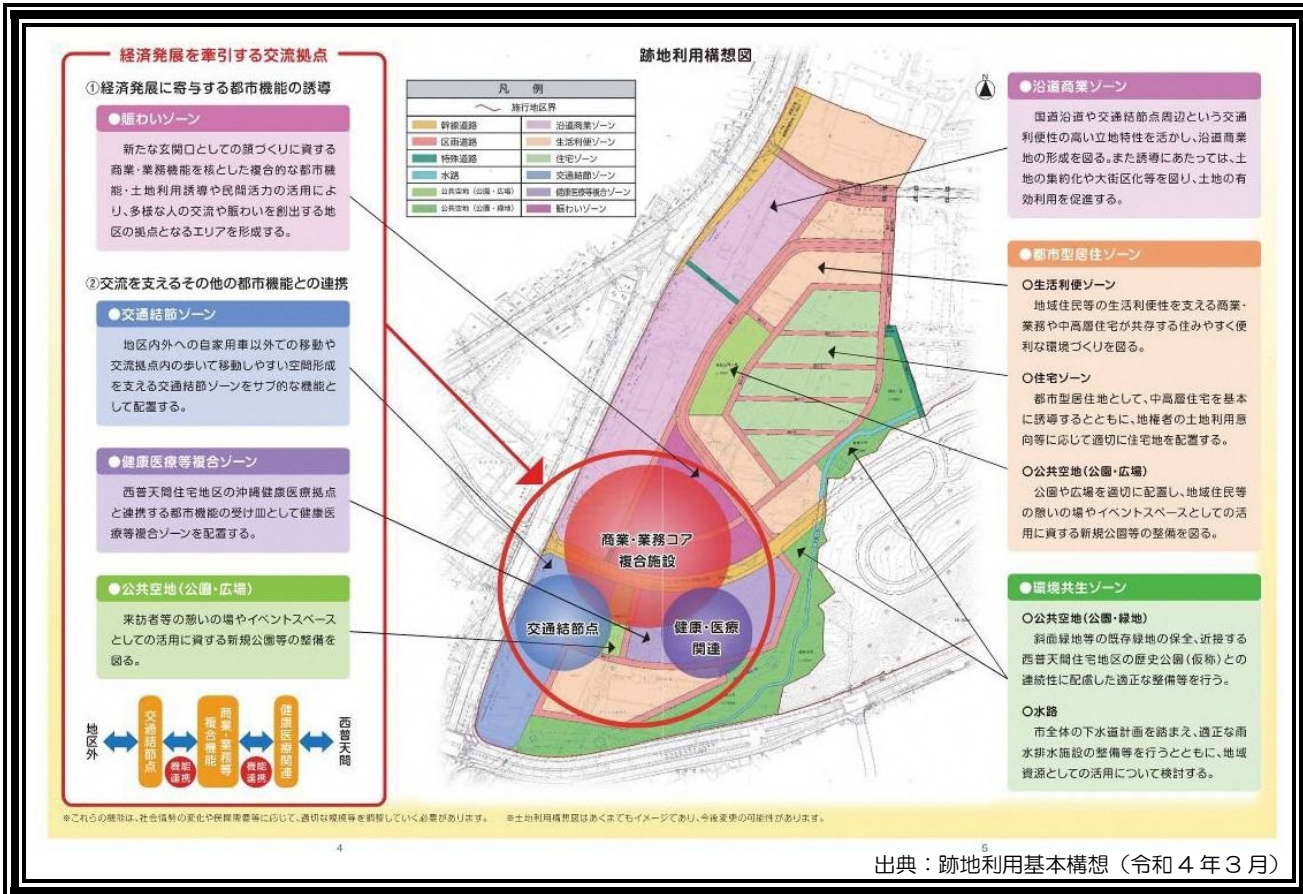 経済発展を牽引する交流拠点
①経済発展に寄与する都市機能の誘導
●賑わいゾーン
新たな玄関口としての顔づくりに資する
商業・業務機能を核とした複合的な都市機
能・土地利用誘導や民間活力の活用によ
り、多様な人の交流や賑わいを創出する地
区の拠点となるエリアを形成する。
②交流を支えるその他の都市機能との連携
●交通結節ゾーン
地区内外への自家用車以外での移動や
交流拠点内の歩いて移動しやすい空間形成
を支える交通結節ゾーンをサブ的な機能と
して配置する。
●健康医療等複合ゾーン
西普天間住宅地区の沖縄健康医療拠点
と連携する都市機能の受け皿として健康医
療等複合ゾーンを配置する。
●公共空地(公園・広場)
来訪者等の憩いの場やイベントスペース
としての活用に資する新規公園等の整備を
図る。
地区外
交通結節点
機能連携
商業・業務等複合機能
機能連携
健康医療関連
西普天間
跡地利用構想図
凡 例
施行地区界
幹線道路
沿道商業ゾーン
区画道路
生活利便ゾーン
特殊道路
住宅ゾーン
水路
交通結節ゾーン
公共空地(公園・広場)
健康医療等複合ゾーン
公共空地(公園・緑地)
賑わいゾーン
N
商業・業務コア
複合施設
交通結節点
健康・医療
関連
●沿道商業ゾーン
国道沿道や交通結節点周辺という交通
利便性の高い立地特性を活かし、沿道商業
地の形成を図る。また誘導にあたっては、土
地の集約化や大街区化等を図り、土地の有
効利用を促進する。
●都市型居住ゾーン
○生活利便ゾーン
地域住民等の生活利便性を支える商業・
業務や中高層住宅が共存する住みやすく便
利な環境づくりを図る。
○住宅ゾーン
都市型居住地として、中高層住宅を基本
に誘導するとともに、地権者の土地利用意
向等に応じて適切に住宅地を配置する。
○公共空地(公園・広場)
公園や広場を適切に配置し、地域住民等
の憩いの場やイベントスペースとしての活
用に資する新規公園等の整備を図る。
●環境共生ゾーン
○公共空地(公園・緑地)
斜面緑地等の既存緑地の保全、近接する
西普天間住宅地区の歴史公園(仮称)との
連続性に配慮した適正な整備等を行う。
○水路
市全体の下水道計画を踏まえ、適正な雨
水排水施設の整備等を行うとともに、地域
資源としての活用について検討する。
※これらの機能は、社会情勢の変化や民間需要等に応じて、適切な規模等を調整していく必要があります。 ※土地利用構想図はあくまでもイメージであり、今後変更の可能性があります。
4
5
出典：跡地利用基本構想（令和４年３月）